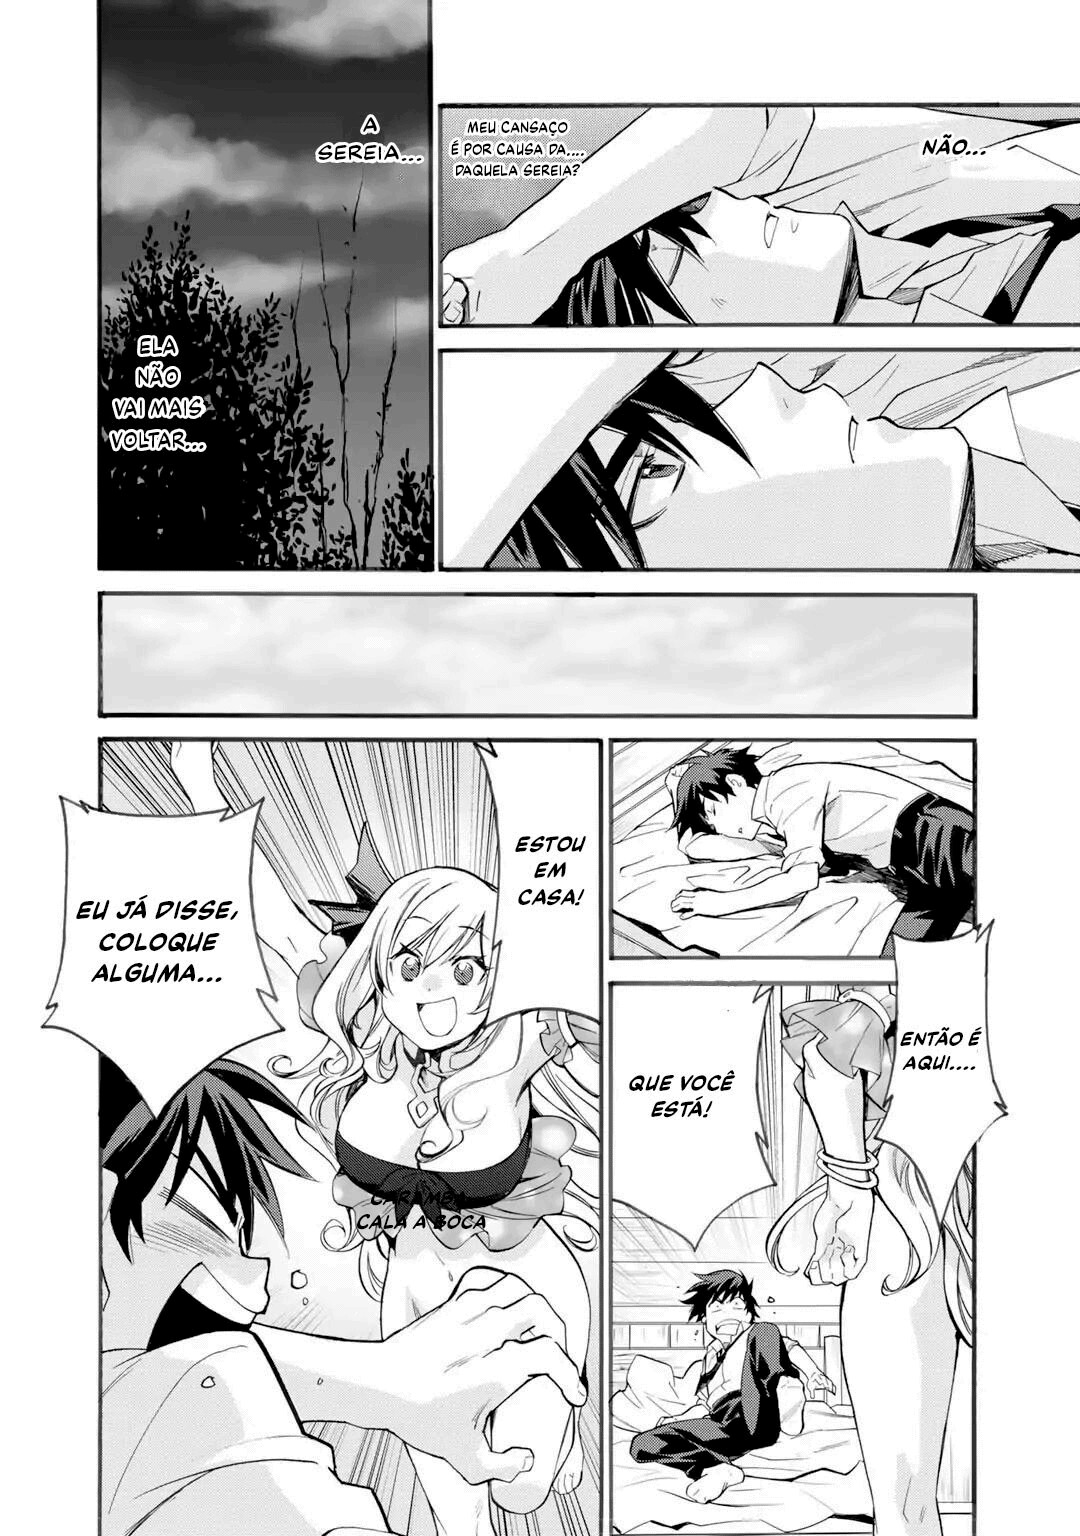 NÃO...
MEU CANSAÇO
É POR CAUSA DA....
DAQUELA SEREIA?
A
SEREIA...
ELA
NÃO
VAI MAIS
VOLTAR...
ENTÃO É
AQUI....
QUE VOCÊ
ESTÁ!
ESTOU
EM
CASA!
EU JÁ DISSE,
COLOQUE
ALGUMA...
CARAMBA
CALA A BOCA